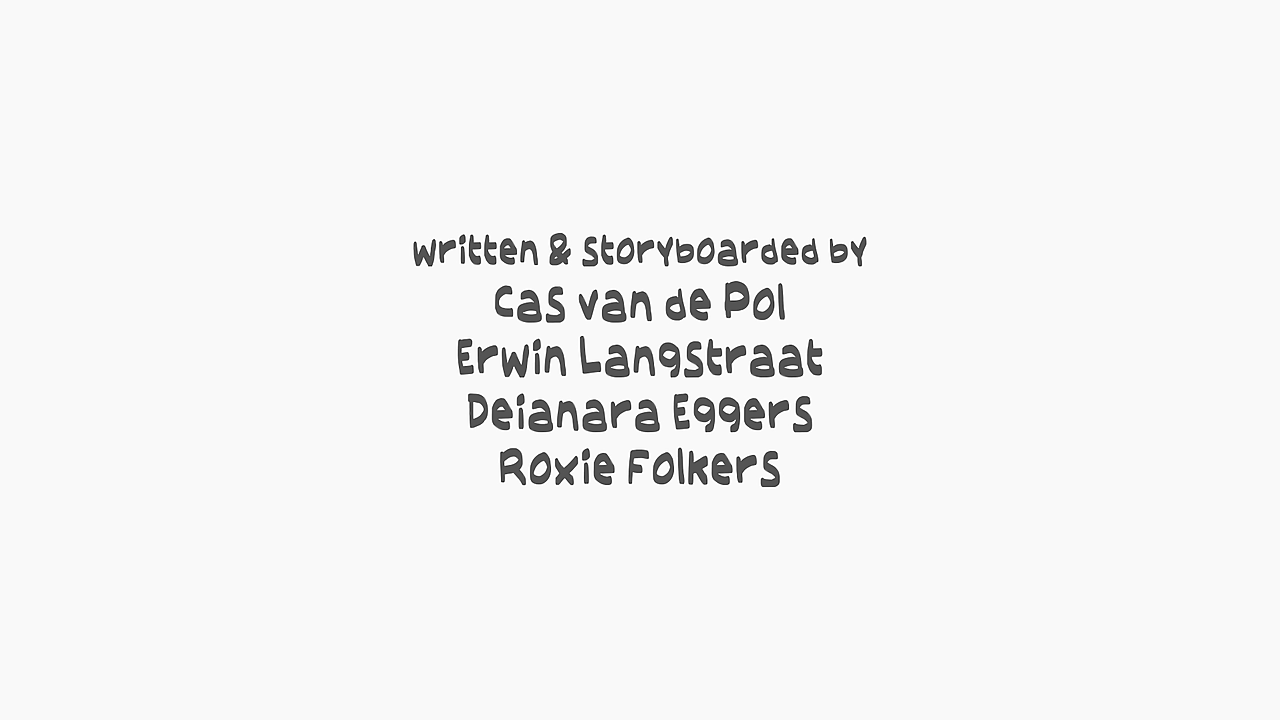 written & storyboarded by
Cas van de Pol
Erwin Langstraat
Deianara Eggers
Roxie Folkers